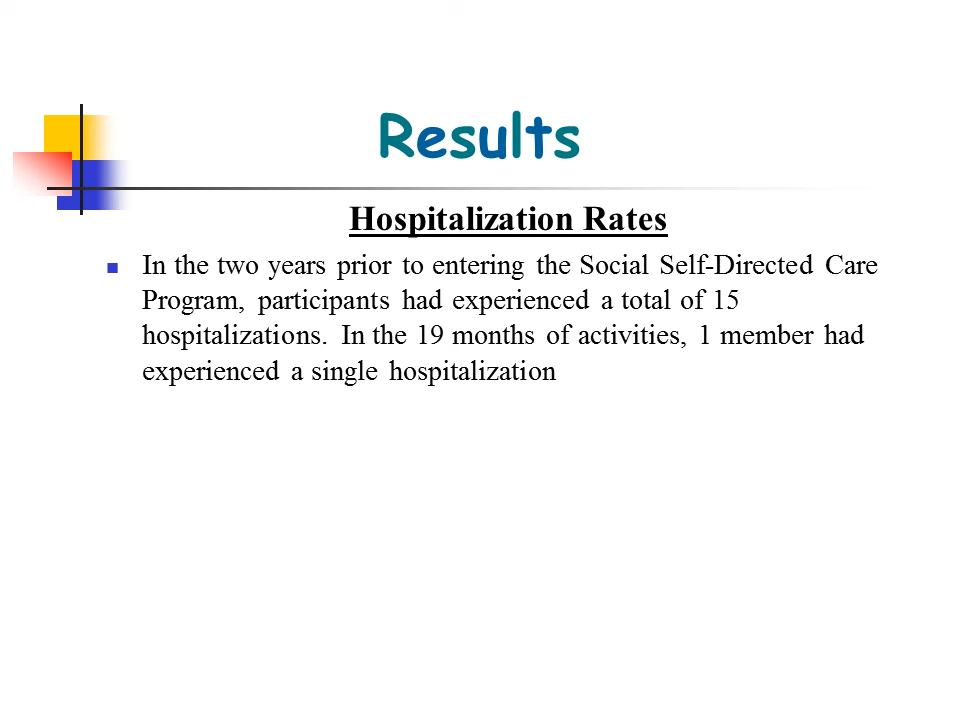 Results
Hospitalization Rates
In the two years prior to entering the Social Self-Directed Care
Program, participants had experienced a total of 15
hospitalizations. In the 19 months of activities, 1 member had
experienced a single hospitalization